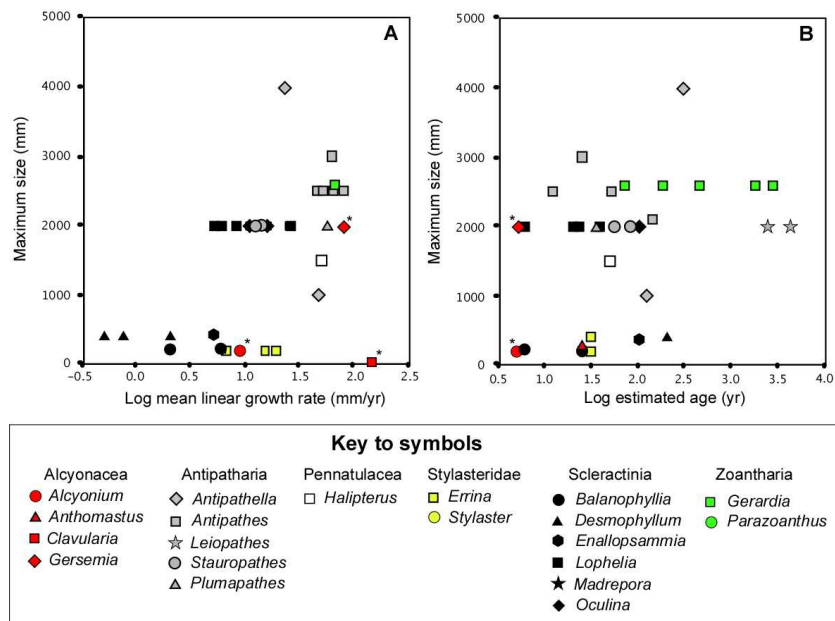 A
B
5000
4000
3000
2000
1000
0
Maximum size (mm)
*
*
*
−0.5 0.0 0.5 1.0 1.5 2.0 2.5
Log mean linear growth rate (mm/yr)
5000
4000
3000
2000
1000
0
Maximum size (mm)
*
*
0.5 1.0 1.5 2.0 2.5 3.0 3.5 4.0
Log estimated age (yr)
Key to symbols
Alcyonacea
Alcyonium
Anthomastus
Clavularia
Gersemia
Antipatharia
Antipathella
Antipathes
Leiopathes
Stauropathes
Plumapathes
Pennatulacea
Halipterus
Stylasteridae
Errina
Stylaster
Scleractinia
Balanophyllia
Desmophyllum
Enallopsammia
Lophelia
Madrepora
Oculina
Zoantharia
Gerardia
Parazoanthus